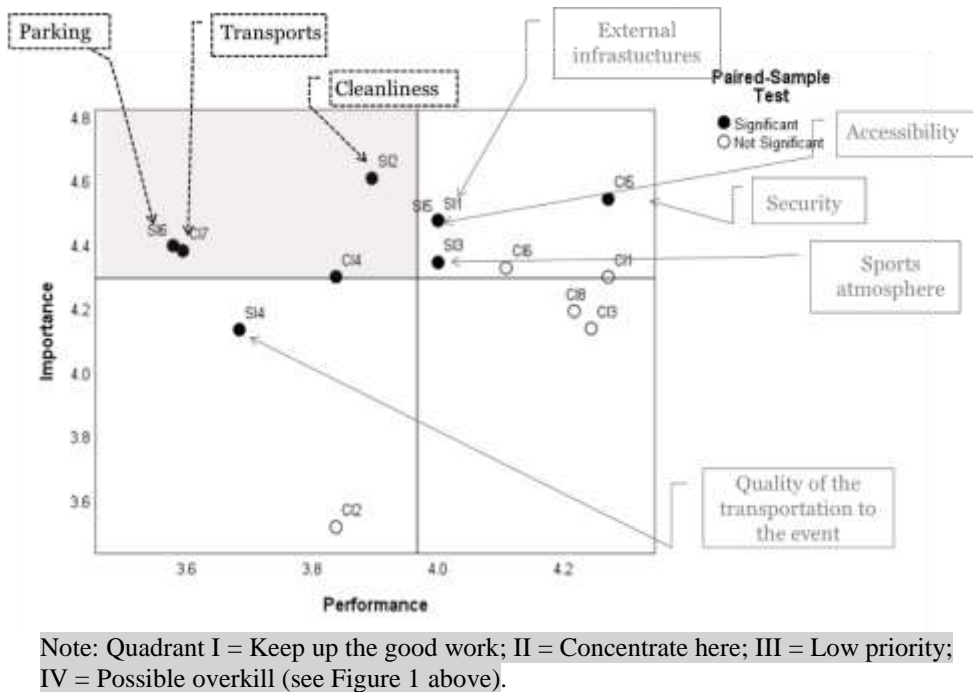 Parking
Transports
Cleanliness
External
infrastuctures
Paired-Sample
Test
Significant
Not Significant
Accessibility
Security
Sports
atmosphere
Quality of the
transportation to
the event
4.8
4.6
4.4
4.2
4.0
3.8
3.6
Importance
SI2
SI6
CI7
SI5
SI1
CI5
SI3
CI6
CI4
CI1
SI4
CI8
CI3
CI2
3.6
3.8
4.0
4.2
Performance
Note: Quadrant I = Keep up the good work; II = Concentrate here; III = Low priority;
IV = Possible overkill (see Figure 1 above).